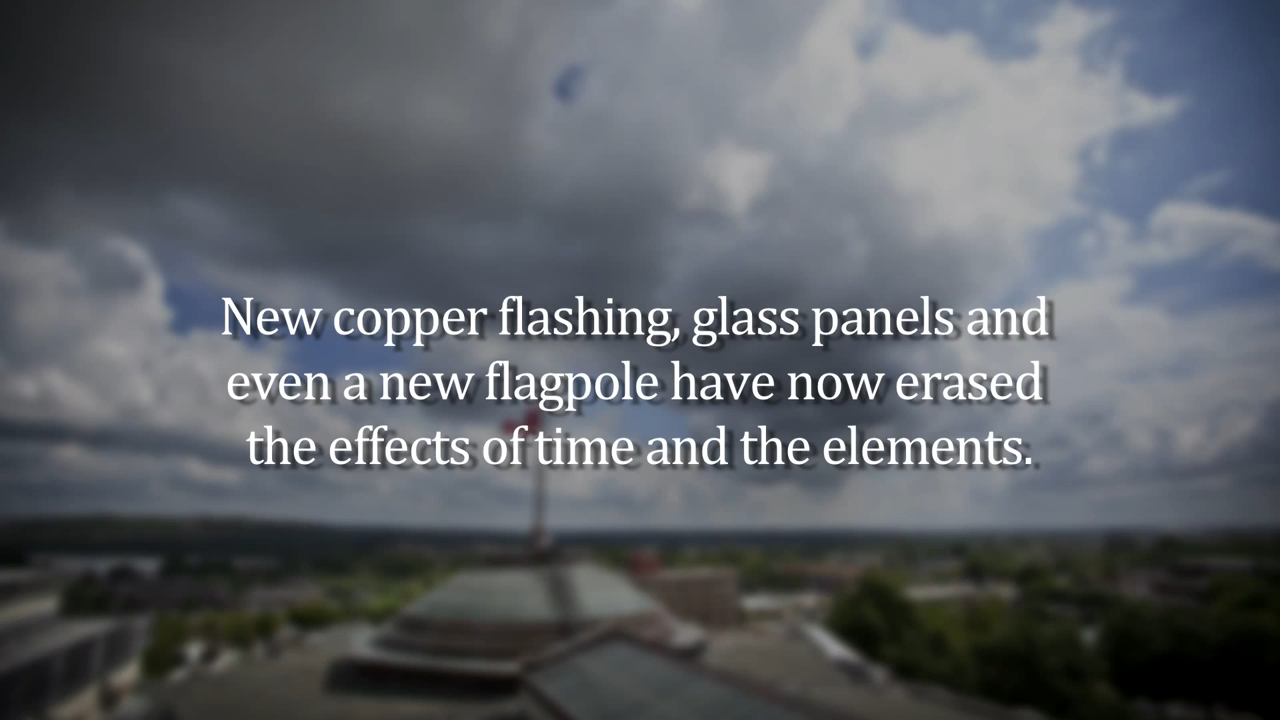 New copper flashing, glass panels and
even a new flagpole have now erased
the effects of time and the elements.